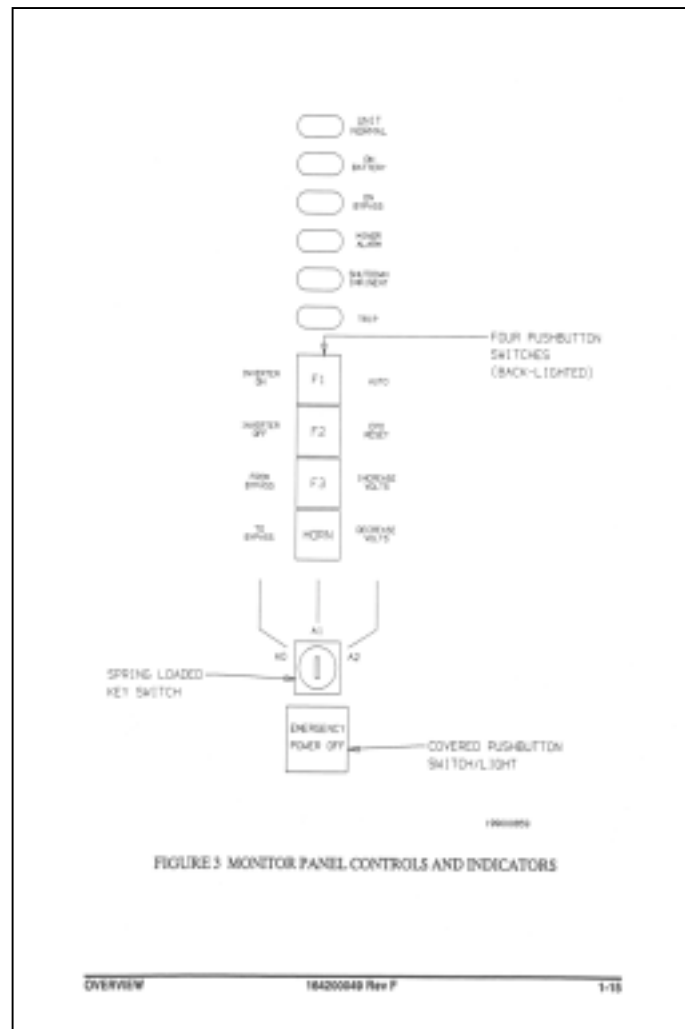 UNIT
NORMAL
ON
BATTERY
ON
BYPASS
POWER
ALARM
SHUTDOWN
IMMINENT
TRIP
FOUR PUSHBUTTON
SWITCHES
(BACK-LIGHTED)
INVERTER
ON
F1
AUTO
INVERTER
OFF
F2
RESET
FROM
BYPASS
F3
INCREASE
VOLTS
TO
BYPASS
HORN
DECREASE
VOLTS
A1
A0
A2
SPRING LOADED
KEY SWITCH
EMERGENCY
POWER OFF
COVERED PUSHBUTTON
SWITCH/LIGHT
FIGURE 3 MONITOR PANEL CONTROLS AND INDICATORS
OVERVIEW
164200049 Rev F
1-15